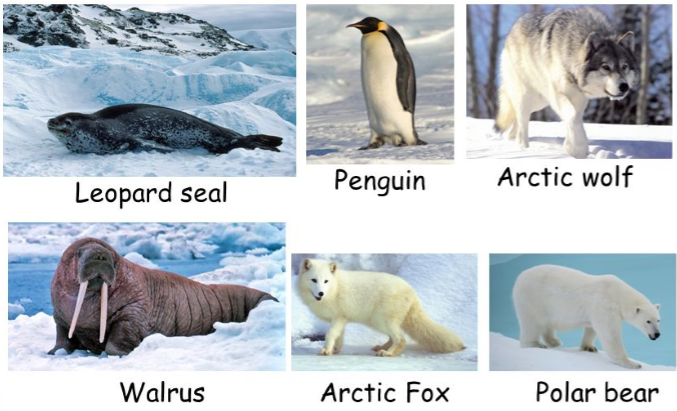 Leopard seal
Penguin
Arctic wolf
Walrus
Arctic Fox
Polar bear